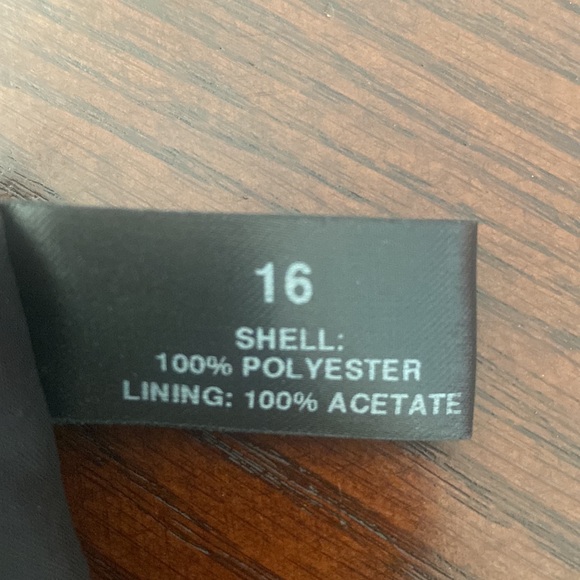 16
SHELL:
100% POLYESTER
LINING: 100% ACETATE